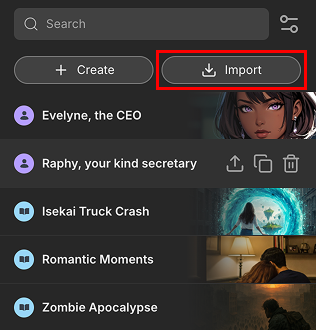 Search
Create
Import
Evelyne, the CEO
Raphy, your kind secretary
Isekai Truck Crash
Romantic Moments
Zombie Apocalypse